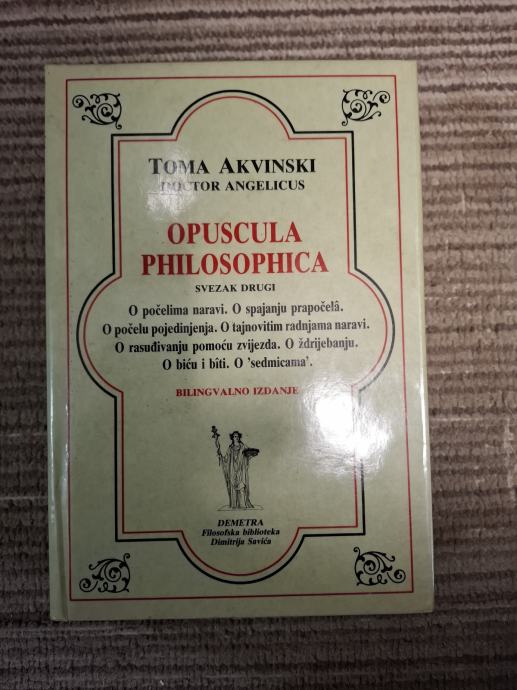 TOMA AKVINSKI
DOCTOR ANGELICUS
OPUSCULA
PHILOSOPHICA
SVEZAK DRUGI
O počelima naravi. O spajanju prapočelâ.
O počelu pojedinjenja. O tajnovitim radnjama naravi.
O rasuđivanju pomoću zvijezda. O ždrijebanju.
O biću i bîti. O 'sedmicama'.
BILINGVALNO IZDANJE
DEMETRA
Filosofska biblioteka
Dimitrija Savića